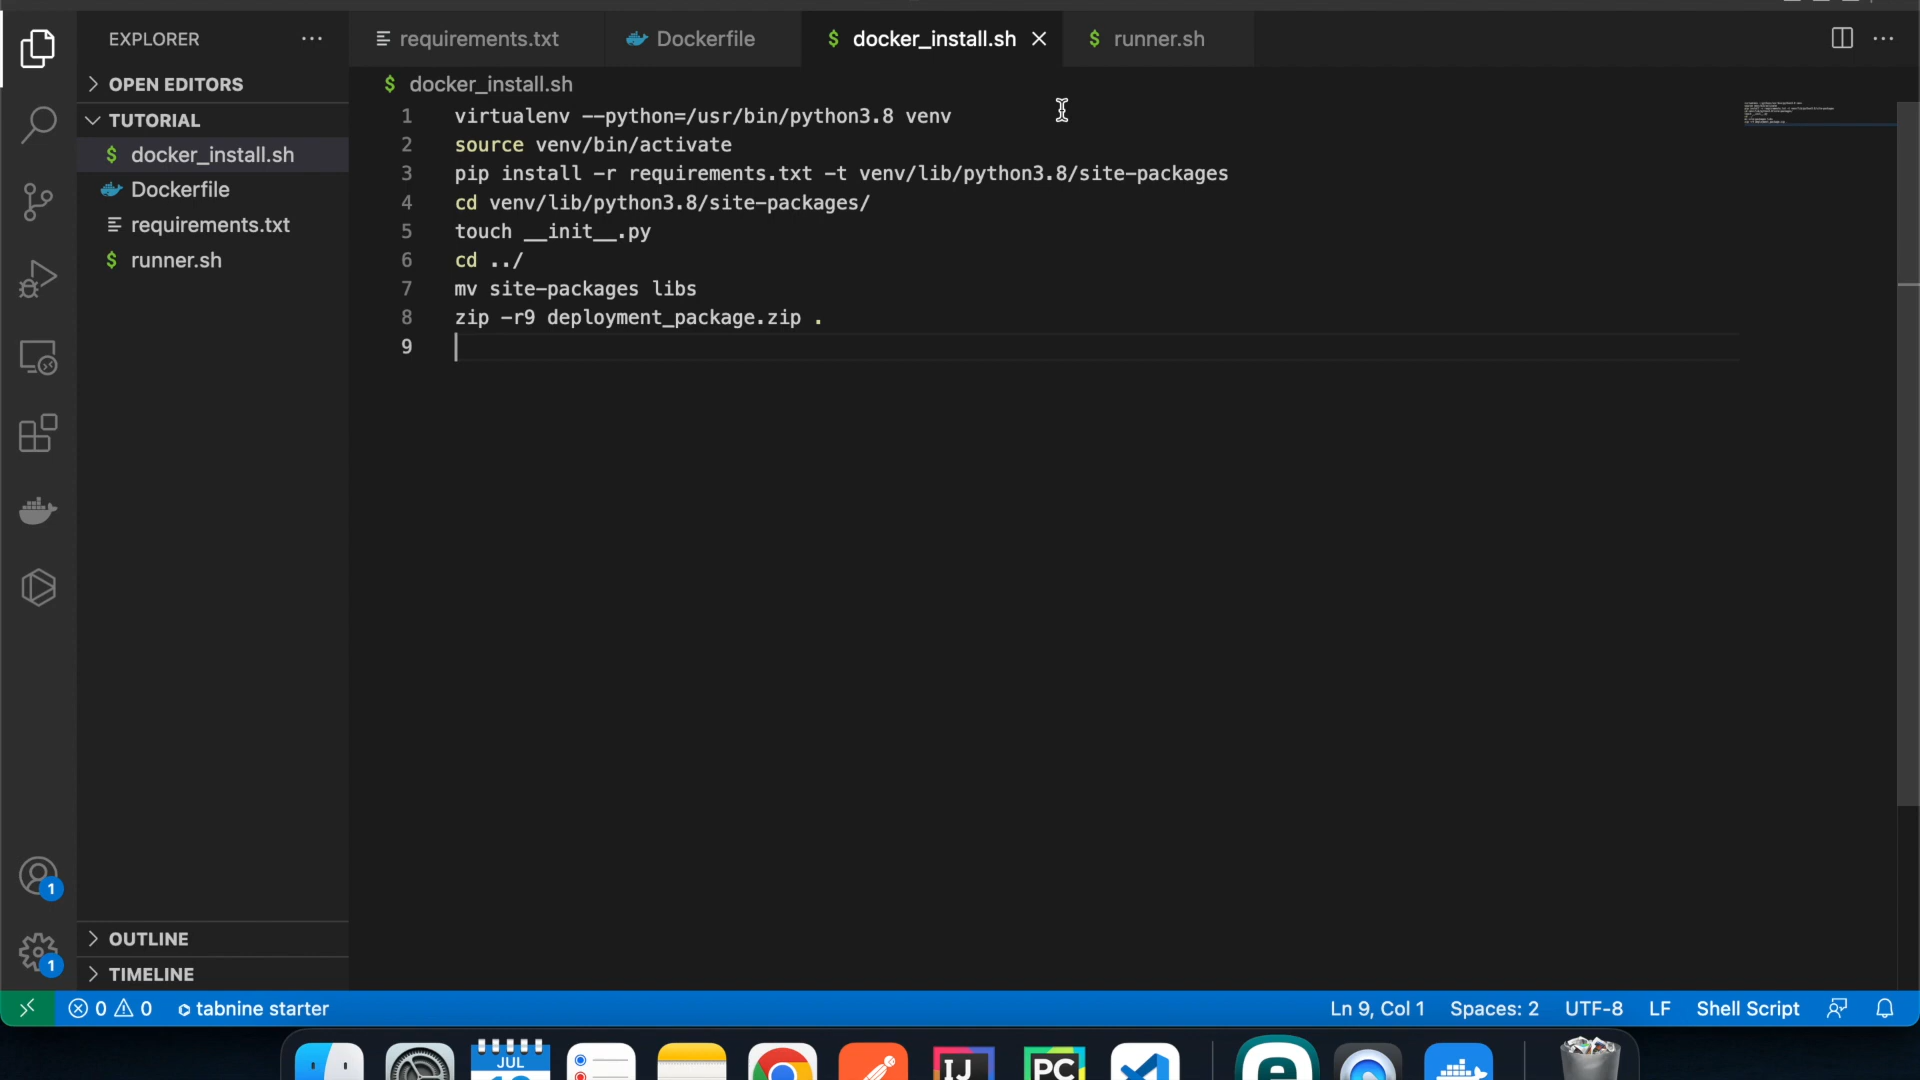 EXPLORER
requirements.txt
Dockerfile
$ docker_install.sh
$ runner.sh
OPEN EDITORS
$ docker_install.sh
TUTORIAL
$ docker_install.sh
Dockerfile
requirements.txt
$ runner.sh
1 virtualenv --python=/usr/bin/python3.8 venv
2 source venv/bin/activate
3 pip install -r requirements.txt -t venv/lib/python3.8/site-packages
4 cd venv/lib/python3.8/site-packages/
5 touch __init__.py
6 cd ../
7 mv site-packages libs
8 zip -r9 deployment_package.zip .
9
1
1
OUTLINE
TIMELINE
0 0 tabnine starter
Ln 9, Col 1 Spaces: 2 UTF-8 LF Shell Script
JUL
IJ
PC
e